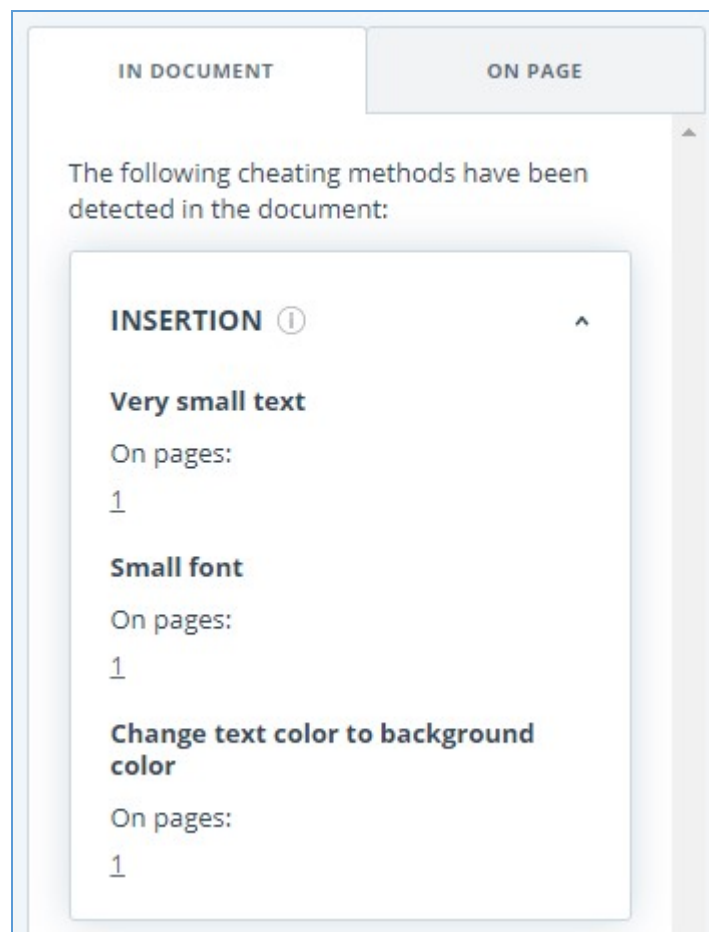 IN DOCUMENT
ON PAGE
The following cheating methods have been
detected in the document:
INSERTION
Very small text
On pages:
1
Small font
On pages:
1
Change text color to background
color
On pages:
1